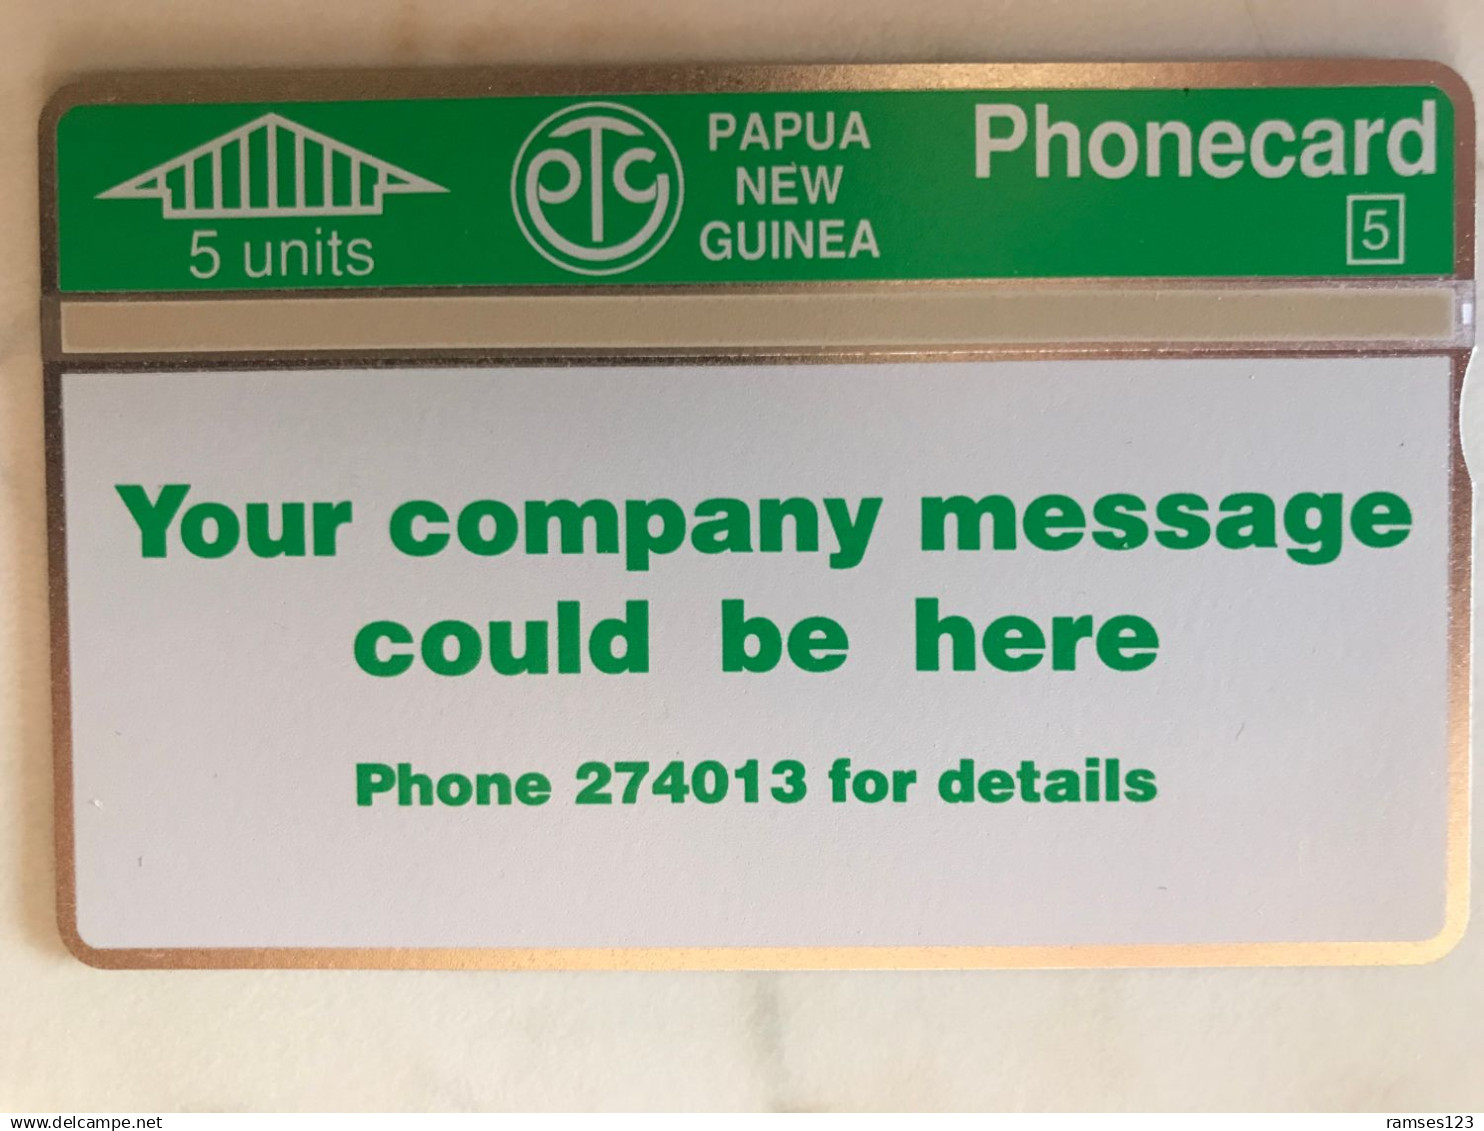 5 units
PTC
PAPUA
NEW
GUINEA
Phonecard
5
Your company message
could be here
Phone 274013 for details
delcampe.net
ramses123